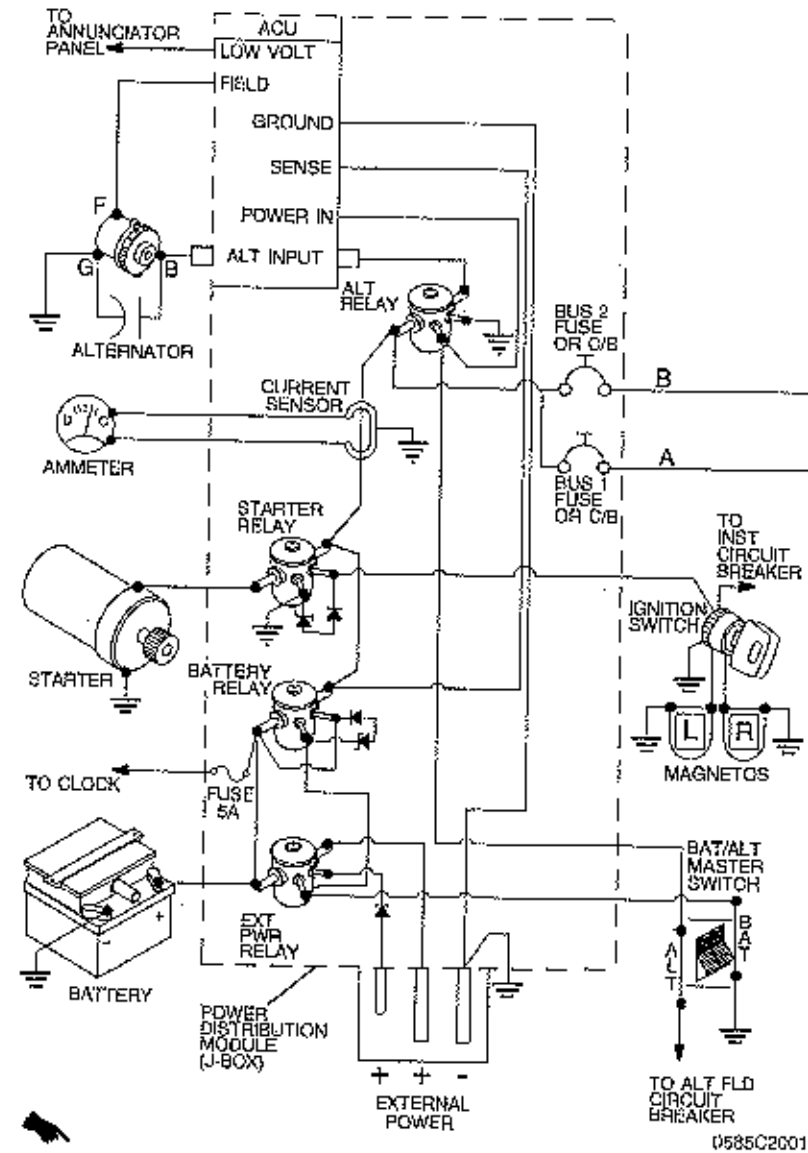 TO
ANNUNCIATOR
PANEL
ACU
LOW VOLT
FIELD
GROUND
SENSE
POWER IN
ALT INPUT
F
G
B
ALTERNATOR
ALT
RELAY
BUS 2
FUSE
OR C/B
B
CURRENT
SENSOR
D
C
AMMETER
A
BUS 1
FUSE
OR C/B
STARTER
RELAY
TO
INST
CIRCUIT
BREAKER
IGNITION
SWITCH
STARTER
BATTERY
RELAY
L
R
MAGNETOS
TO CLOCK
FUSE
5A
BAT/ALT
MASTER
SWITCH
EXT
PWR
RELAY
- +
BATTERY
ALT
BAT
POWER
DISTRIBUTION
MODULE
(J-BOX)
+ + -
EXTERNAL
POWER
TO ALT FLD
CIRCUIT
BREAKER
0585C2001